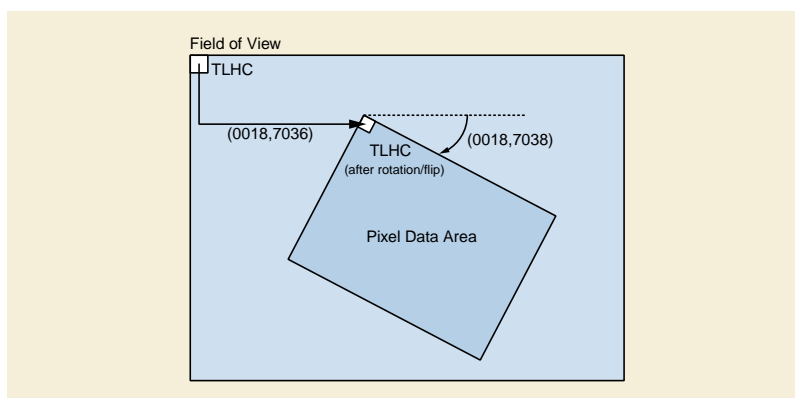 Field of View
TLHC
(0018,7036)
(0018,7038)
TLHC
(after rotation/flip)
Pixel Data Area